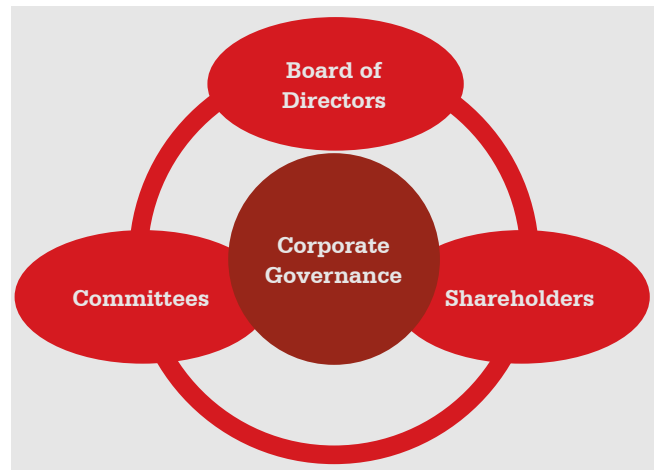 Board of
Directors
Corporate
Governance
Committees
Shareholders